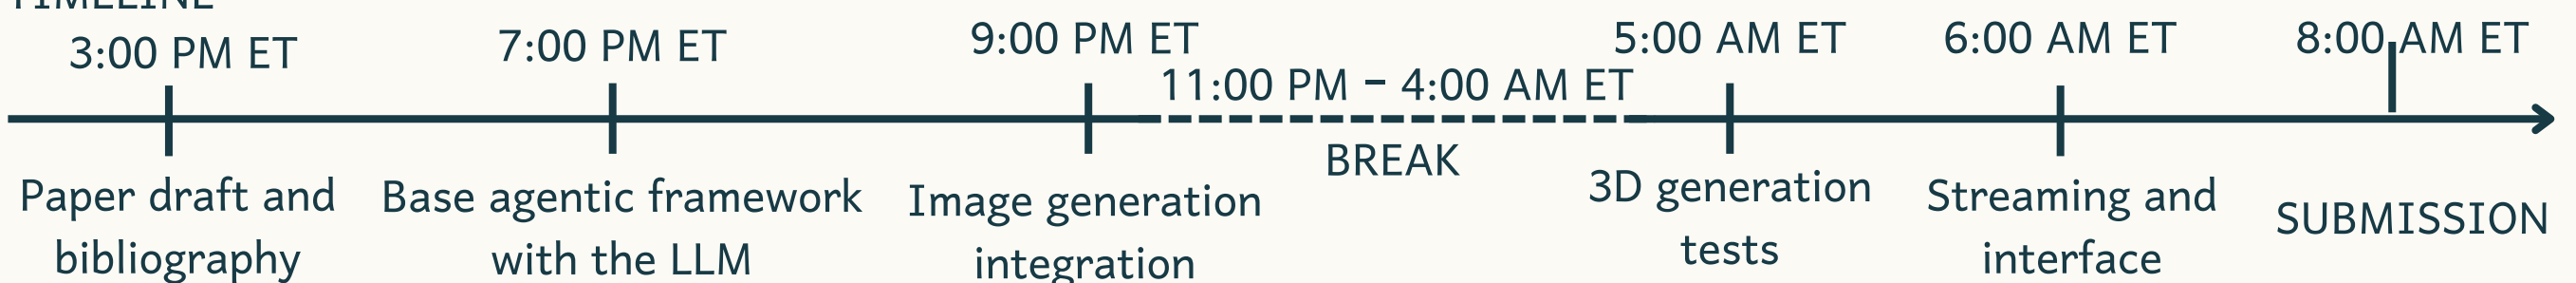 TIMELINE
3:00 PM ET
7:00 PM ET
9:00 PM ET
11:00 PM – 4:00 AM ET
5:00 AM ET
6:00 AM ET
8:00 AM ET
Paper draft and
bibliography
Base agentic framework
with the LLM
Image generation
integration
BREAK
3D generation
tests
Streaming and
interface
SUBMISSION